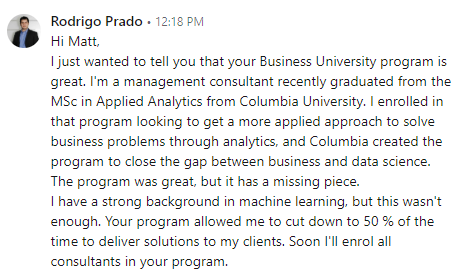 Rodrigo Prado • 12:18 PM
Hi Matt,
I just wanted to tell you that your Business University program is
great. I'm a management consultant recently graduated from the
MSc in Applied Analytics from Columbia University. I enrolled in
that program looking to get a more applied approach to solve
business problems through analytics, and Columbia created the
program to close the gap between business and data science.
The program was great, but it has a missing piece.
I have a strong background in machine learning, but this wasn't
enough. Your program allowed me to cut down to 50 % of the
time to deliver solutions to my clients. Soon I'll enrol all
consultants in your program.